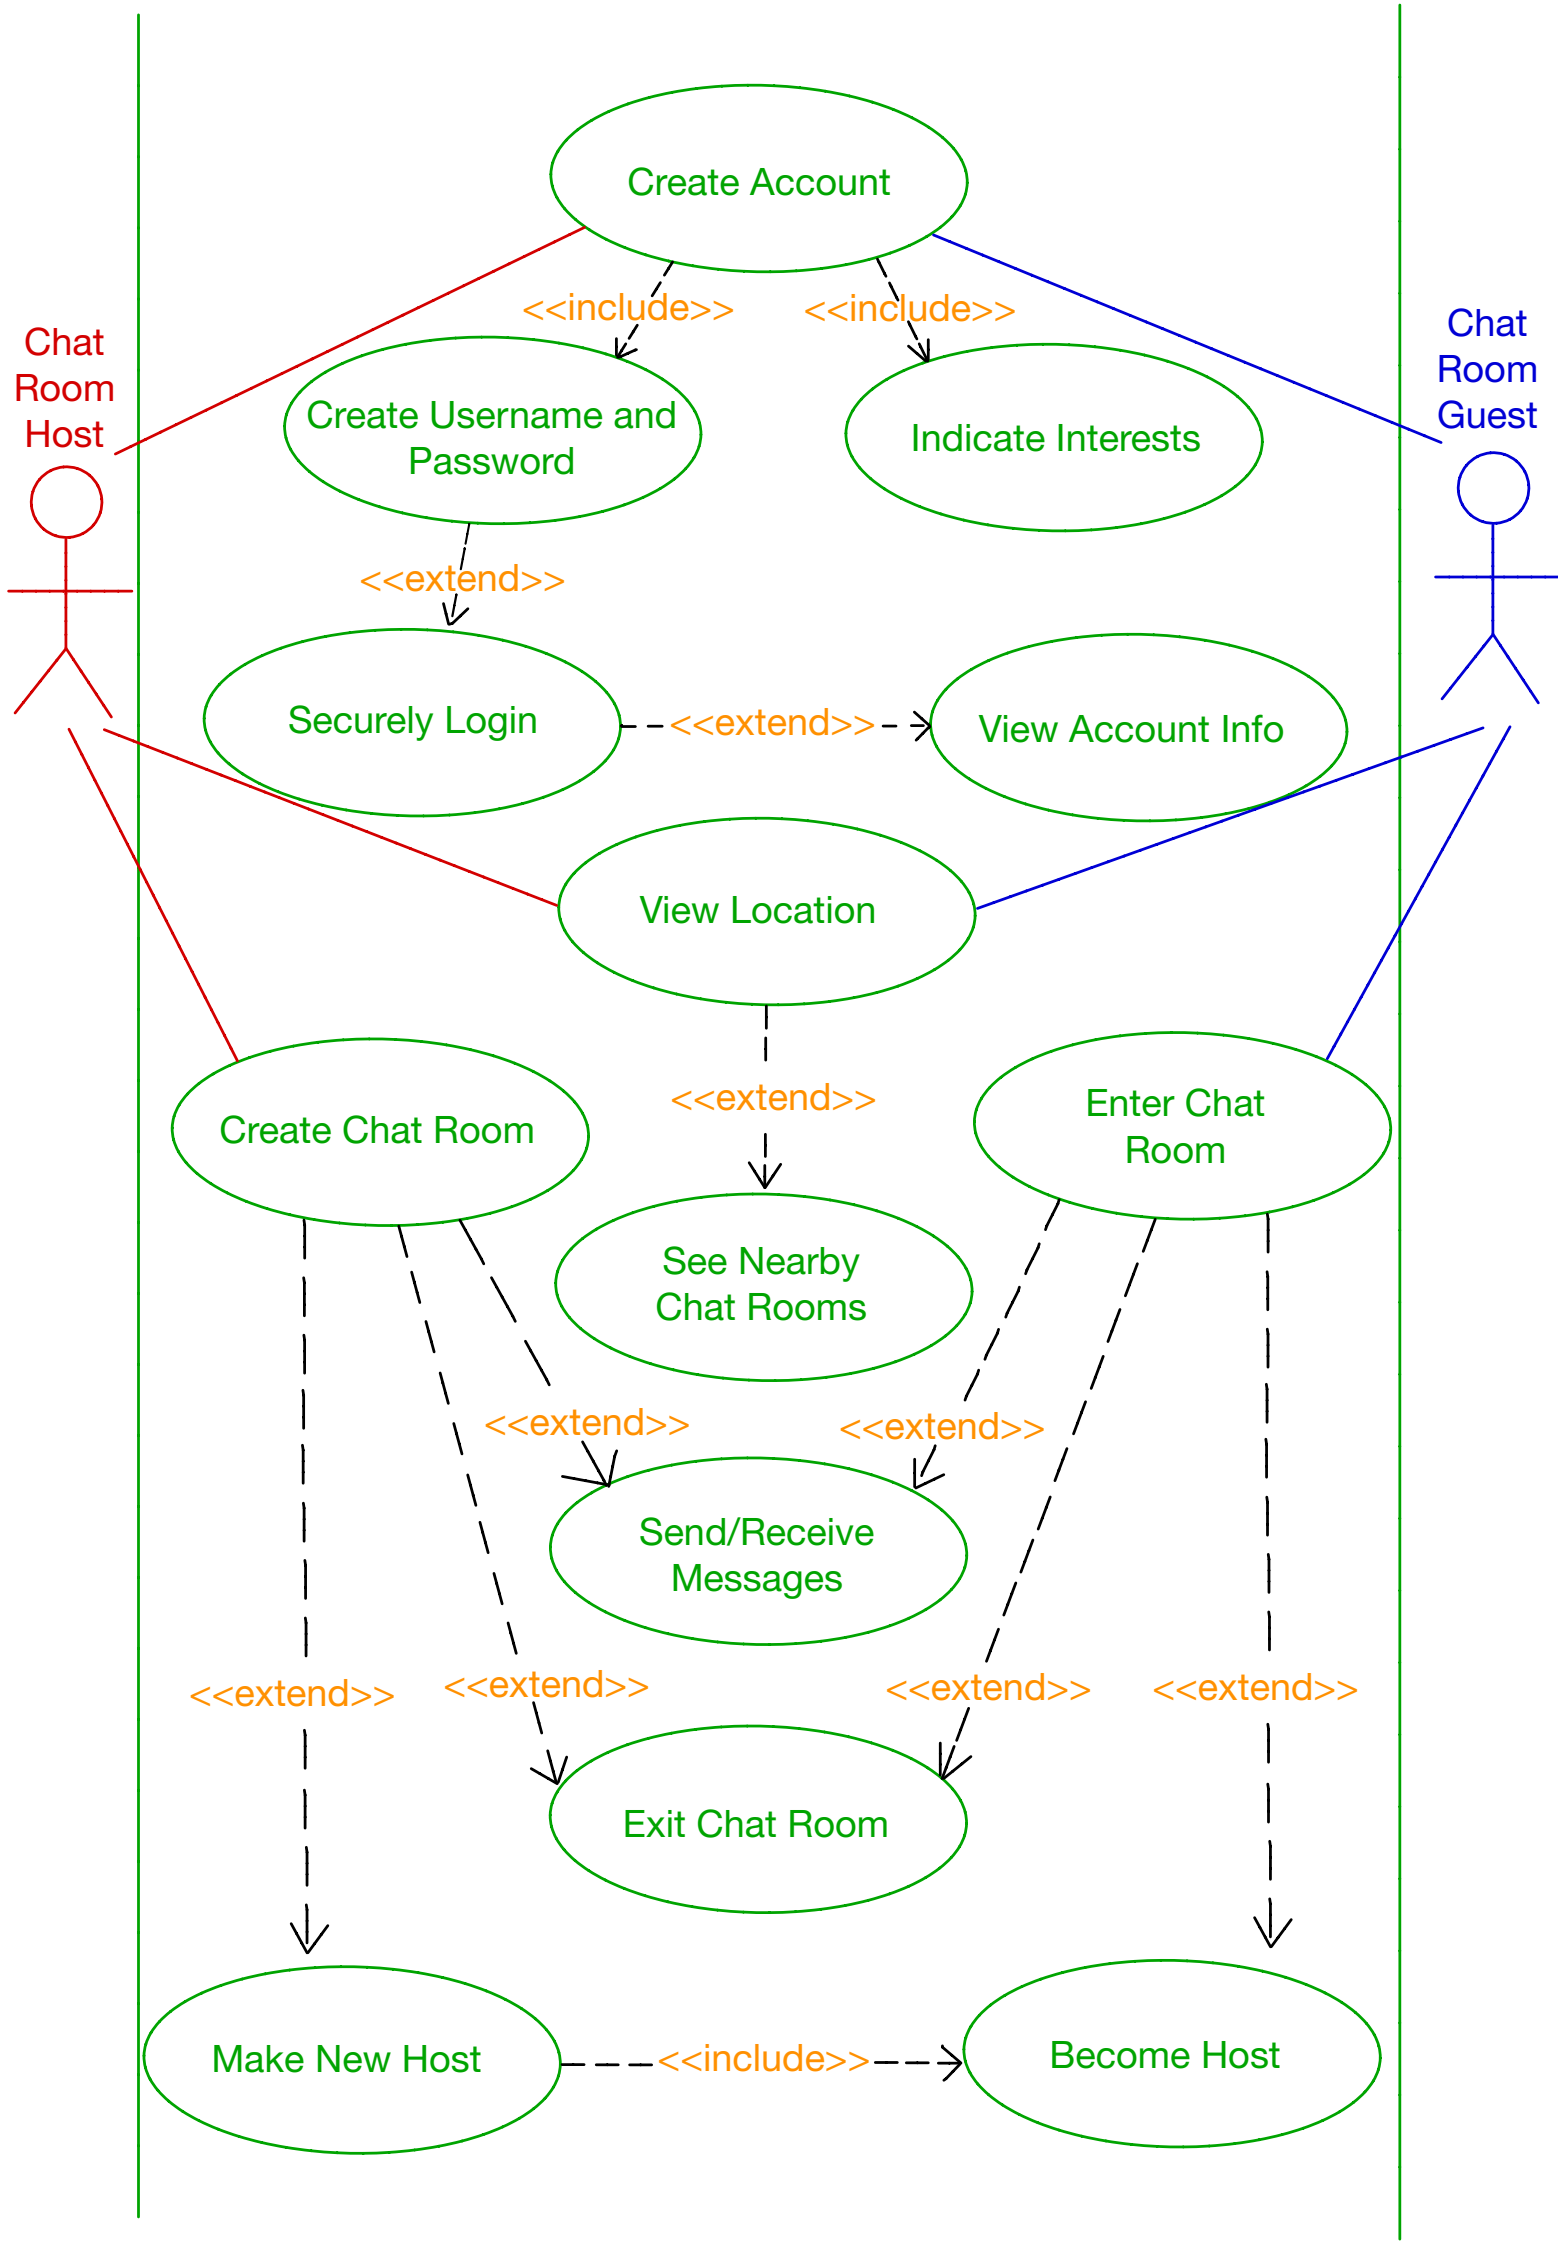 Create Account
<<include>>
<<include>>
Chat
Room
Host
Chat
Room
Guest
Create Username and
Password
Indicate Interests
<<extend>>
Securely Login
<<extend>>
View Account Info
View Location
<<extend>>
Create Chat Room
Enter Chat
Room
See Nearby
Chat Rooms
<<extend>>
<<extend>>
Send/Receive
Messages
<<extend>>
<<extend>>
<<extend>>
<<extend>>
Exit Chat Room
Make New Host
<<include>>
Become Host